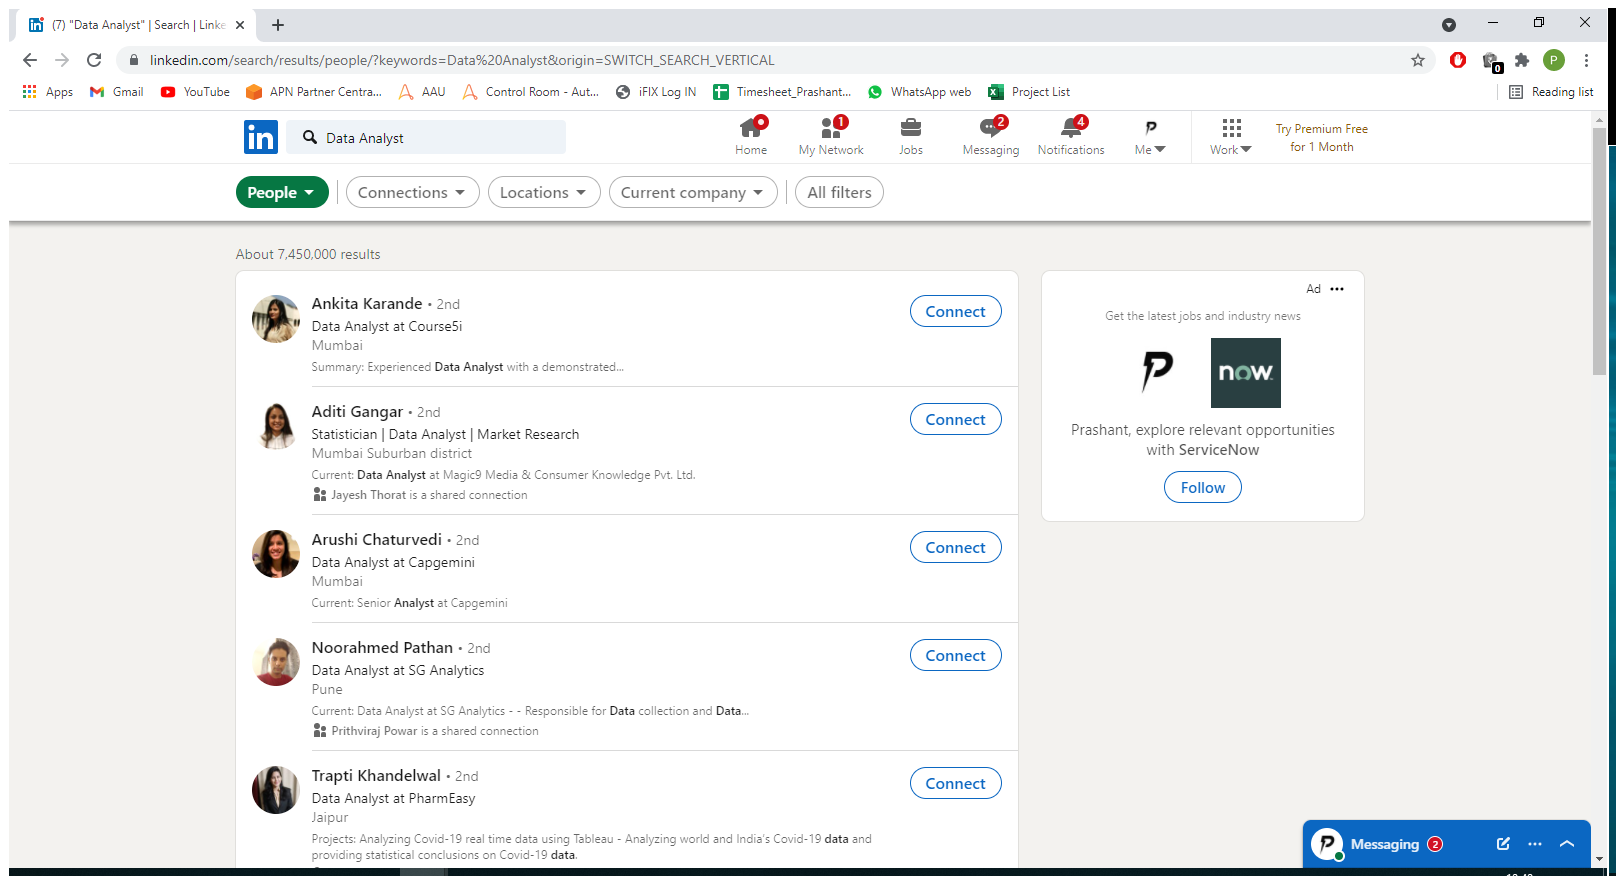 (7) "Data Analyst" | Search | Linke
linkedin.com/search/results/people/?keywords=Data%20Analyst&origin=SWITCH_SEARCH_VERTICAL
0
P
Apps
Gmail
YouTube
APN Partner Centra...
AAU
Control Room - Aut...
iFIX Log IN
Timesheet_Prashant...
WhatsApp web
Project List
Reading list
in
Data Analyst
Home
1
My Network
Jobs
2
Messaging
4
Notifications
Me
Work
Try Premium Free
for 1 Month
People
Connections
Locations
Current company
All filters
About 7,450,000 results
Ankita Karande • 2nd
Data Analyst at Course5i
Mumbai
Summary: Experienced Data Analyst with a demonstrated...
Connect
Aditi Gangar • 2nd
Statistician | Data Analyst | Market Research
Mumbai Suburban district
Current: Data Analyst at Magic9 Media & Consumer Knowledge Pvt. Ltd.
Jayesh Thorat is a shared connection
Connect
Arushi Chaturvedi • 2nd
Data Analyst at Capgemini
Mumbai
Current: Senior Analyst at Capgemini
Connect
Noorahmed Pathan • 2nd
Data Analyst at SG Analytics
Pune
Current: Data Analyst at SG Analytics - - Responsible for Data collection and Data...
Prithviraj Powar is a shared connection
Connect
Trapti Khandelwal • 2nd
Data Analyst at PharmEasy
Jaipur
Projects: Analyzing Covid-19 real time data using Tableau - Analyzing world and India's Covid-19 data and
providing statistical conclusions on Covid-19 data.
Connect
Ad
Get the latest jobs and industry news
P
now.
Prashant, explore relevant opportunities
with ServiceNow
Follow
Messaging 2